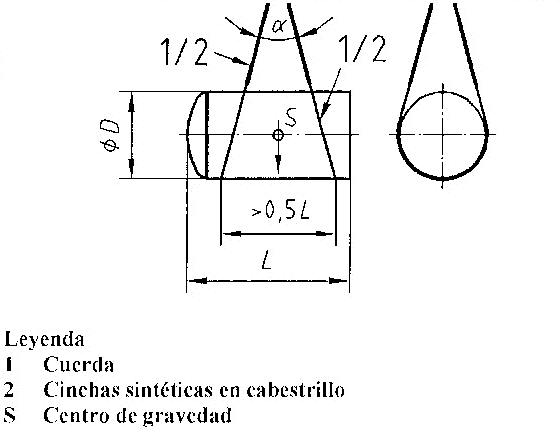 α
1/2
1/2
S
ϕD
>0,5L
L
Leyenda
1 Cuerda
2 Cinchas sintéticas en cabestrillo
S Centro de gravedad